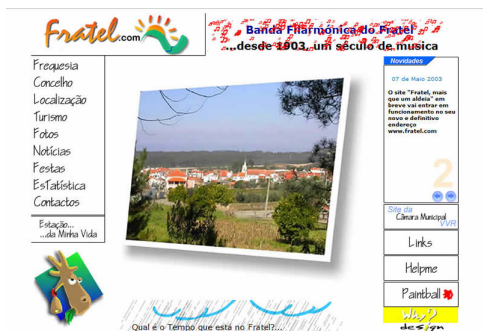 Fratel.com
Banda Filarmónica do Fratel
...desde 1903, um século de musica
Freguesia
Concelho
Localização
Turismo
Fotos
Notícias
Festas
Estatística
Contactos
Estação...
...da Minha Vida
Novidades
07 de Maio 2003
O site "Fratel, mais
que um aldeia" em
breve vai entrar em
funcionamento no seu
novo e definitivo
endereço
www.fratel.com
2
Site da
Câmara Municipal
VVR
Links
Helpme
Paintball
Why?
design
Qual é o Tempo que está no Fratel?...